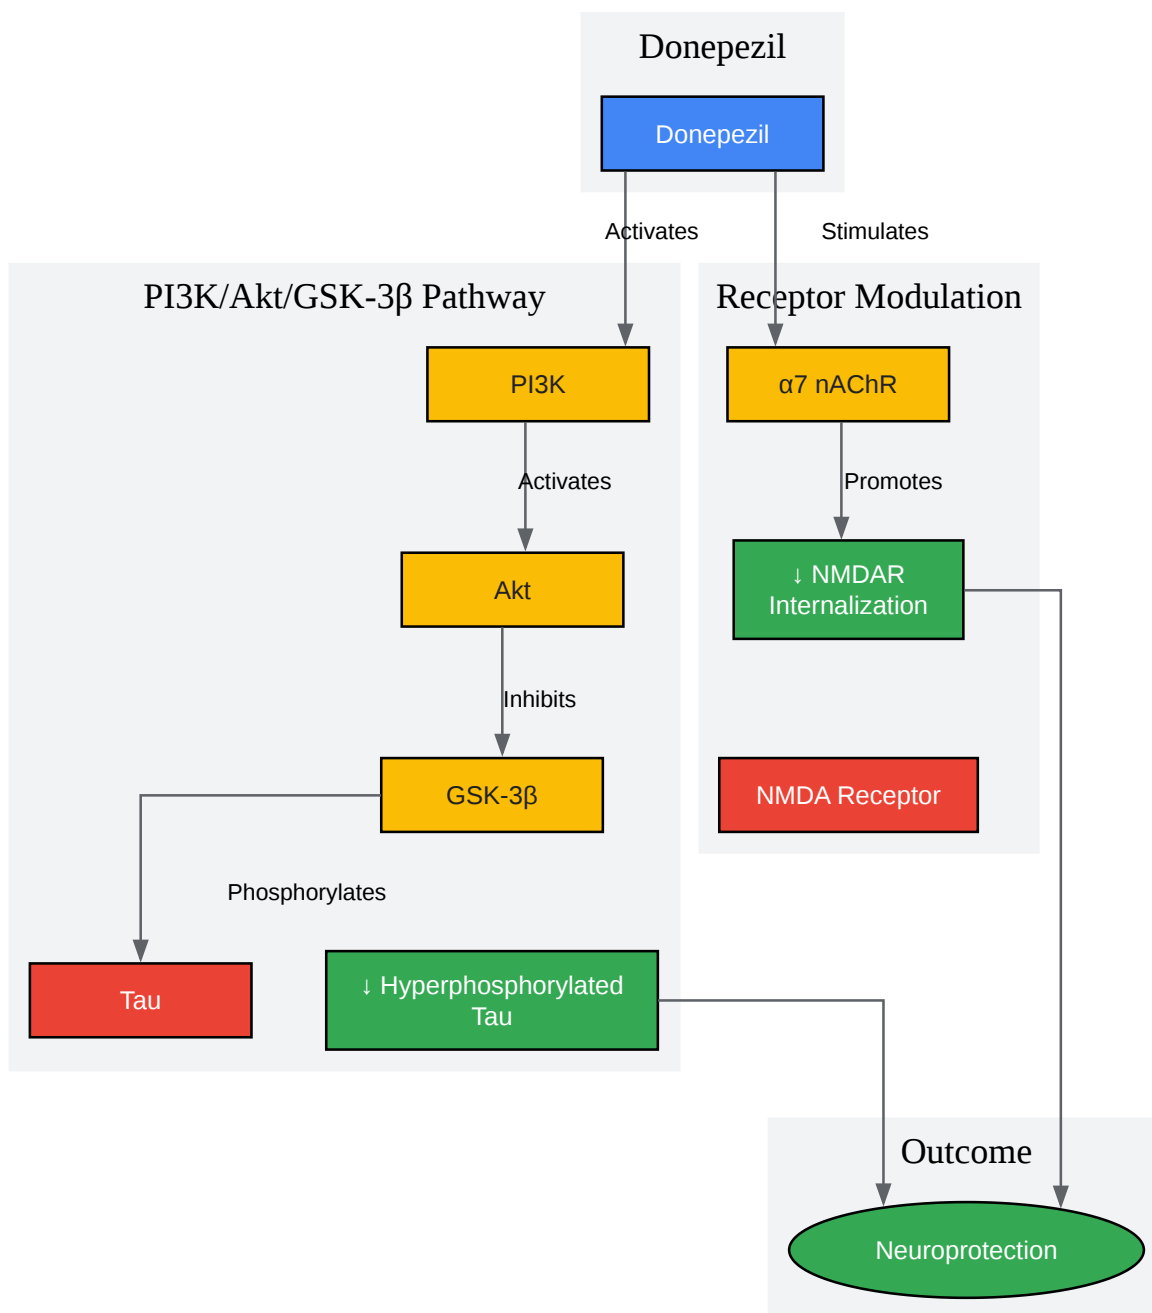 Donepezil
Donepezil
Activates
Stimulates
PI3K/Akt/GSK-3β Pathway
Receptor Modulation
PI3K
α7 nAChR
Activates
Promotes
Akt
↓ NMDAR
Internalization
Inhibits
GSK-3β
NMDA Receptor
Phosphorylates
Tau
↓ Hyperphosphorylated
Tau
Outcome
Neuroprotection